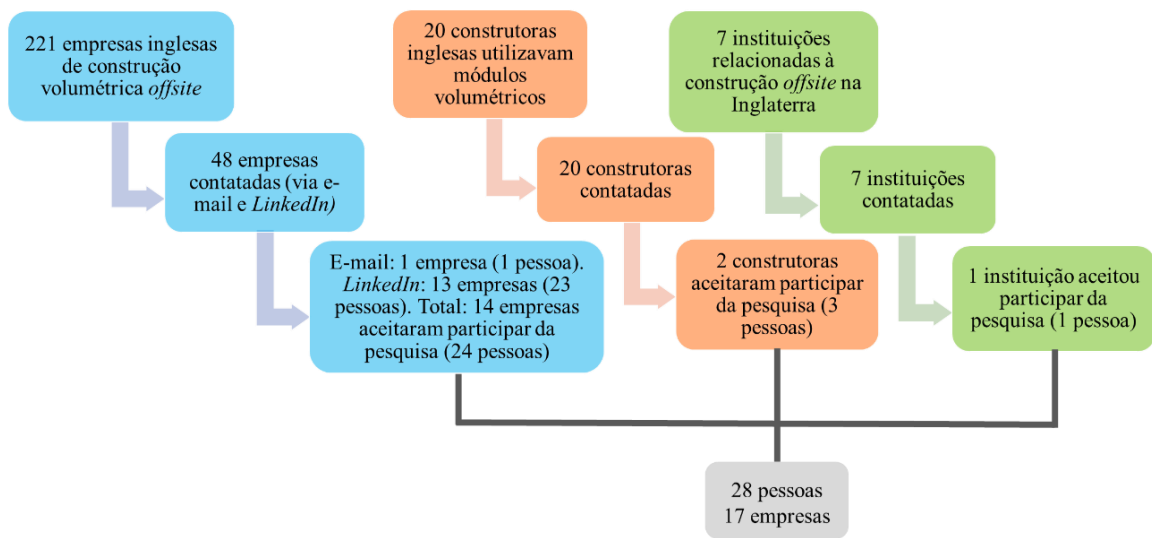 221 empresas inglesas
de construção
volumétrica offsite
20 construtoras
inglesas utilizavam
módulos
volumétricos
7 instituições
relacionadas à
construção offsite na
Inglaterra
48 empresas
contatadas (via e-
mail e LinkedIn)
20 construtoras
contatadas
7 instituições
contatadas
E-mail: 1 empresa (1 pessoa).
LinkedIn: 13 empresas (23
pessoas). Total: 14 empresas
aceitaram participar da
pesquisa (24 pessoas)
2 construtoras
aceitaram participar
da pesquisa (3
pessoas)
1 instituição aceitou
participar da
pesquisa (1 pessoa)
28 pessoas
17 empresas